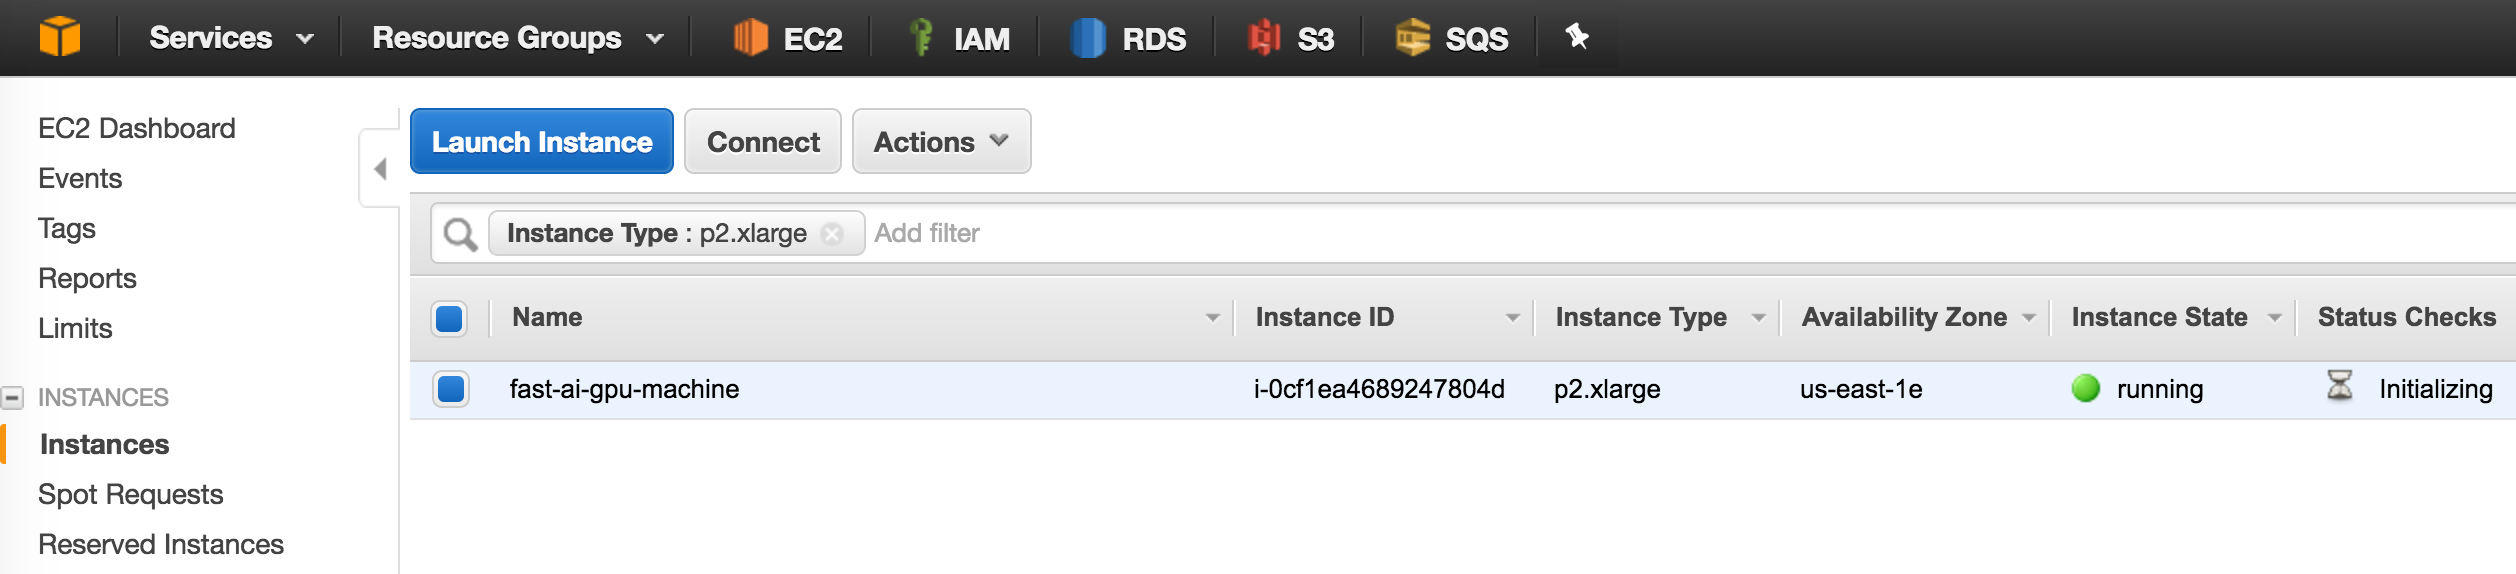 Services Resource Groups EC2 IAM RDS S3 SQS
EC2 Dashboard
Events
Tags
Reports
Limits
INSTANCES
Instances
Spot Requests
Reserved Instances
Launch Instance Connect Actions
Instance Type : p2.xlarge Add filter
Name Instance ID Instance Type Availability Zone Instance State Status Checks
fast-ai-gpu-machine i-0cf1ea4689247804d p2.xlarge us-east-1e running Initializing